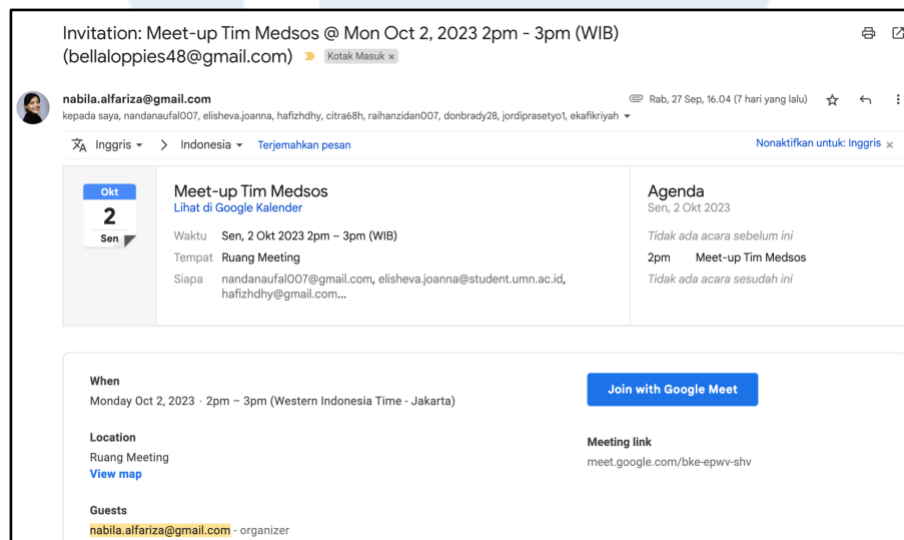 Invitation: Meet-up Tim Medsos @ Mon Oct 2, 2023 2pm - 3pm (WIB)
(bellaloppies48@gmail.com) Kotak Masuk ×
nabila.alfariza@gmail.com
Rab, 27 Sep, 16.04 (7 hari yang lalu)
kepada saya, nandanaufal007, elisheva.joanna, hafizhdhy, citra68h, raihanzidan007, donbrady28, jordiprasetyo1, ekafikriyah
Inggris > Indonesia Terjemahkan pesan
Nonaktifkan untuk: Inggris ×
Okt
2
Sen
Meet-up Tim Medsos
Lihat di Google Kalender
Waktu Sen, 2 Okt 2023 2pm – 3pm (WIB)
Tempat Ruang Meeting
Siapa nandanaufal007@gmail.com, elisheva.joanna@student.umn.ac.id,
hafizhdhy@gmail.com...
Agenda
Sen, 2 Okt 2023
Tidak ada acara sebelum ini
2pm Meet-up Tim Medsos
Tidak ada acara sesudah ini
When
Monday Oct 2, 2023 · 2pm – 3pm (Western Indonesia Time - Jakarta)
Location
Ruang Meeting
View map
Guests
nabila.alfariza@gmail.com - organizer
Join with Google Meet
Meeting link
meet.google.com/bke-epwv-shv